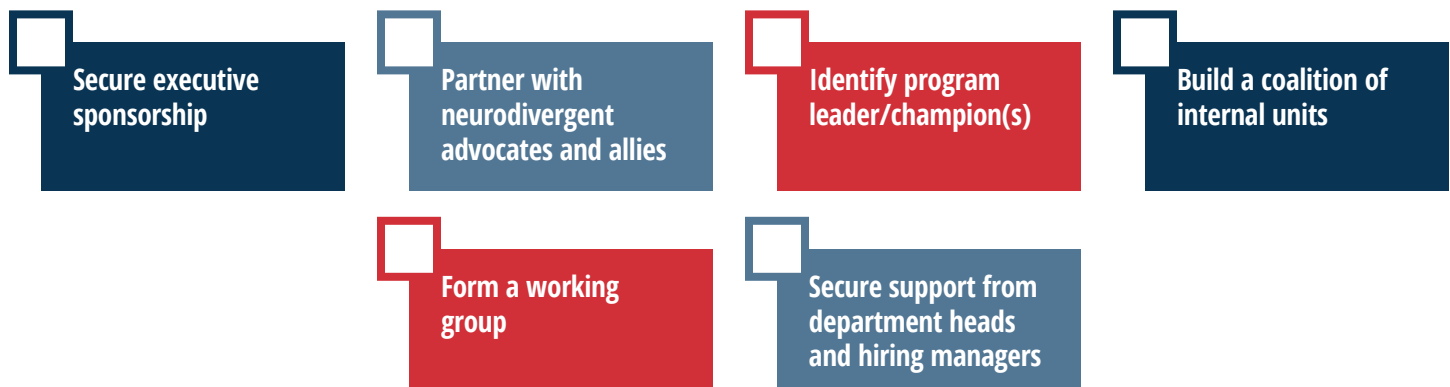 Secure executive
sponsorship
Partner with
neurodivergent
advocates and allies
Identify program
leader/champion(s)
Build a coalition of
internal units
Form a working
group
Secure support from
department heads
and hiring managers